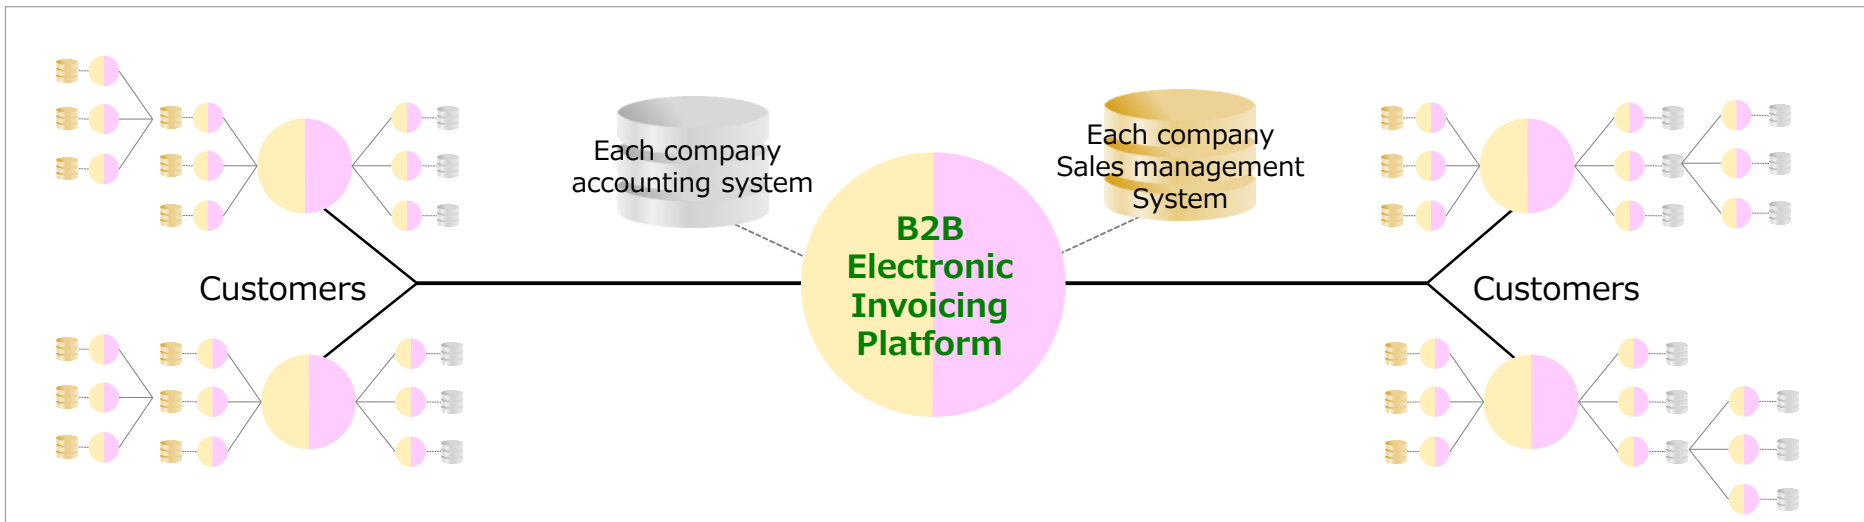 Each company
accounting system
Each company
Sales management
System
B2B
Electronic
Invoicing
Platform
Customers
Customers